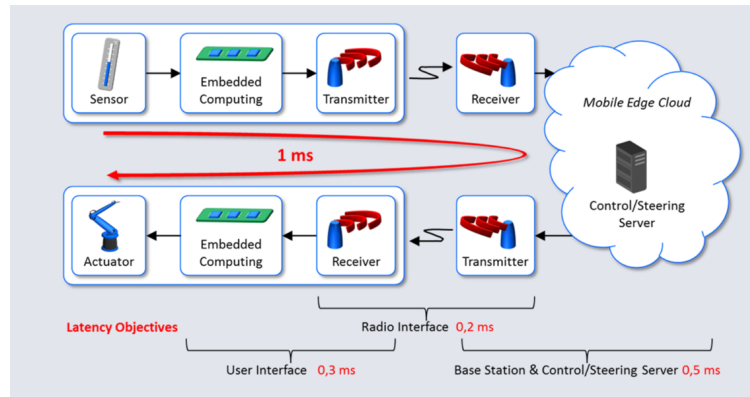 Sensor
Embedded
Computing
Transmitter
Receiver
Mobile Edge Cloud
1 ms
Control/Steering
Server
Actuator
Embedded
Computing
Receiver
Transmitter
Latency Objectives
Radio Interface 0,2 ms
User Interface 0,3 ms
Base Station & Control/Steering Server 0,5 ms